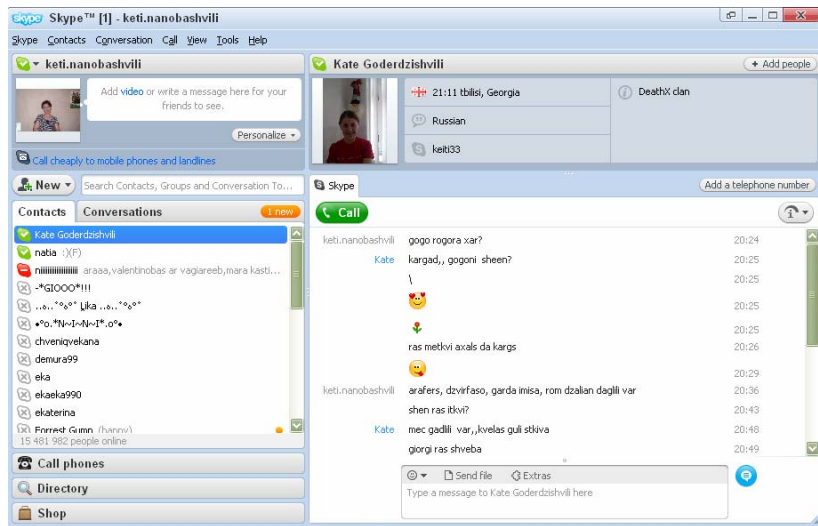 Skype™ [1] - keti.nanobashvili
Skype Contacts Conversation Call View Tools Help
keti.nanobashvili
Add video or write a message here for your
friends to see.
Personalize
Call cheaply to mobile phones and landlines
New
Search Contacts, Groups and Conversation To...
Contacts
Conversations
1 new
Kate Goderdzishvili
natia :)(F)
araaa,valentinobas ar vagiareeb,mara kasti...
-*GIOOO*!!!
..ه..°º°˚ Lika ..ه..°º°˚
•°o.*N~I~N~I*.o°•
chveniqvekana
demura99
eka
ekaeka990
ekaterina
Forrest Gump (happy)
15 481 982 people online
Call phones
Directory
Shop
Kate Goderdzishvili
+ Add people
21:11 tbilisi, Georgia
Russian
keiti33
DeathX clan
Skype
Add a telephone number
Call
keti.nanobashvili gogo rogora xar? 20:24
Kate kargad,, gogoni sheen? 20:25
\ 20:25
20:25
20:25
ras metkvi axals da kargs 20:26
20:29
keti.nanobashvili arafers, dzvirfaso, garda imisa, rom dzalian daglili var 20:36
shen ras itkvi? 20:43
Kate mec gadlili var,,kvelas guli stkiva 20:48
giorgi ras shveba 20:49
Send file
Extras
Type a message to Kate Goderdzishvili here